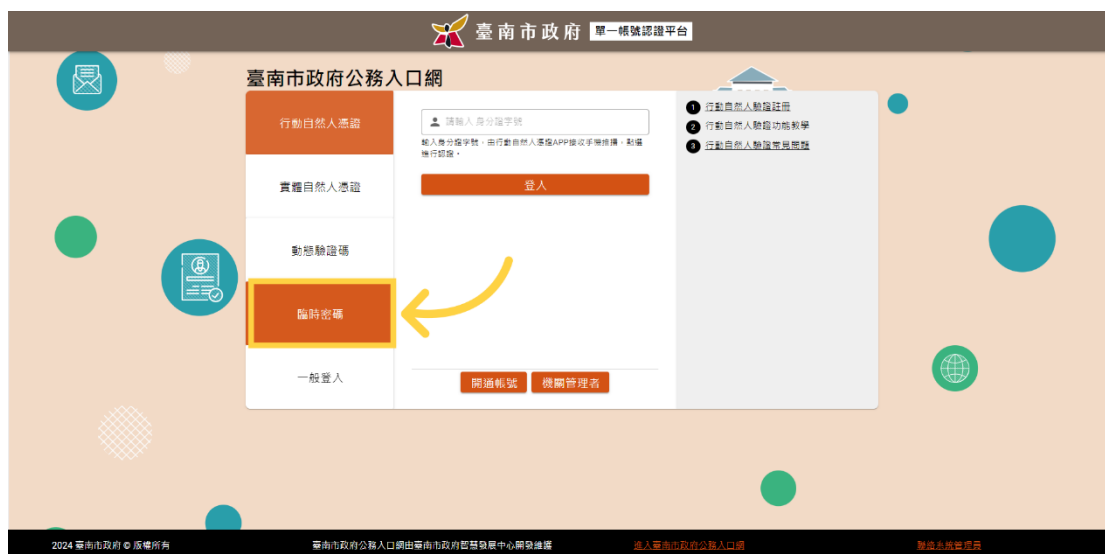 臺南市政府 單一帳號認證平台
臺南市政府公務入口網
行動自然人憑證
實體自然人憑證
動態驗證碼
臨時密碼
一般登入
請輸入身分證字號
輸入身分證字號，由行動自然人憑證APP接收手機推播，點選
進行認證。
登入
開通帳號 機關管理者
1 行動自然人驗證註冊
2 行動自然人驗證功能教學
3 行動自然人驗證常見問題
2024 臺南市政府 © 版權所有
臺南市政府公務入口網由臺南市政府智慧發展中心開發維護
進入臺南市政府公務入口網
聯絡系統管理員